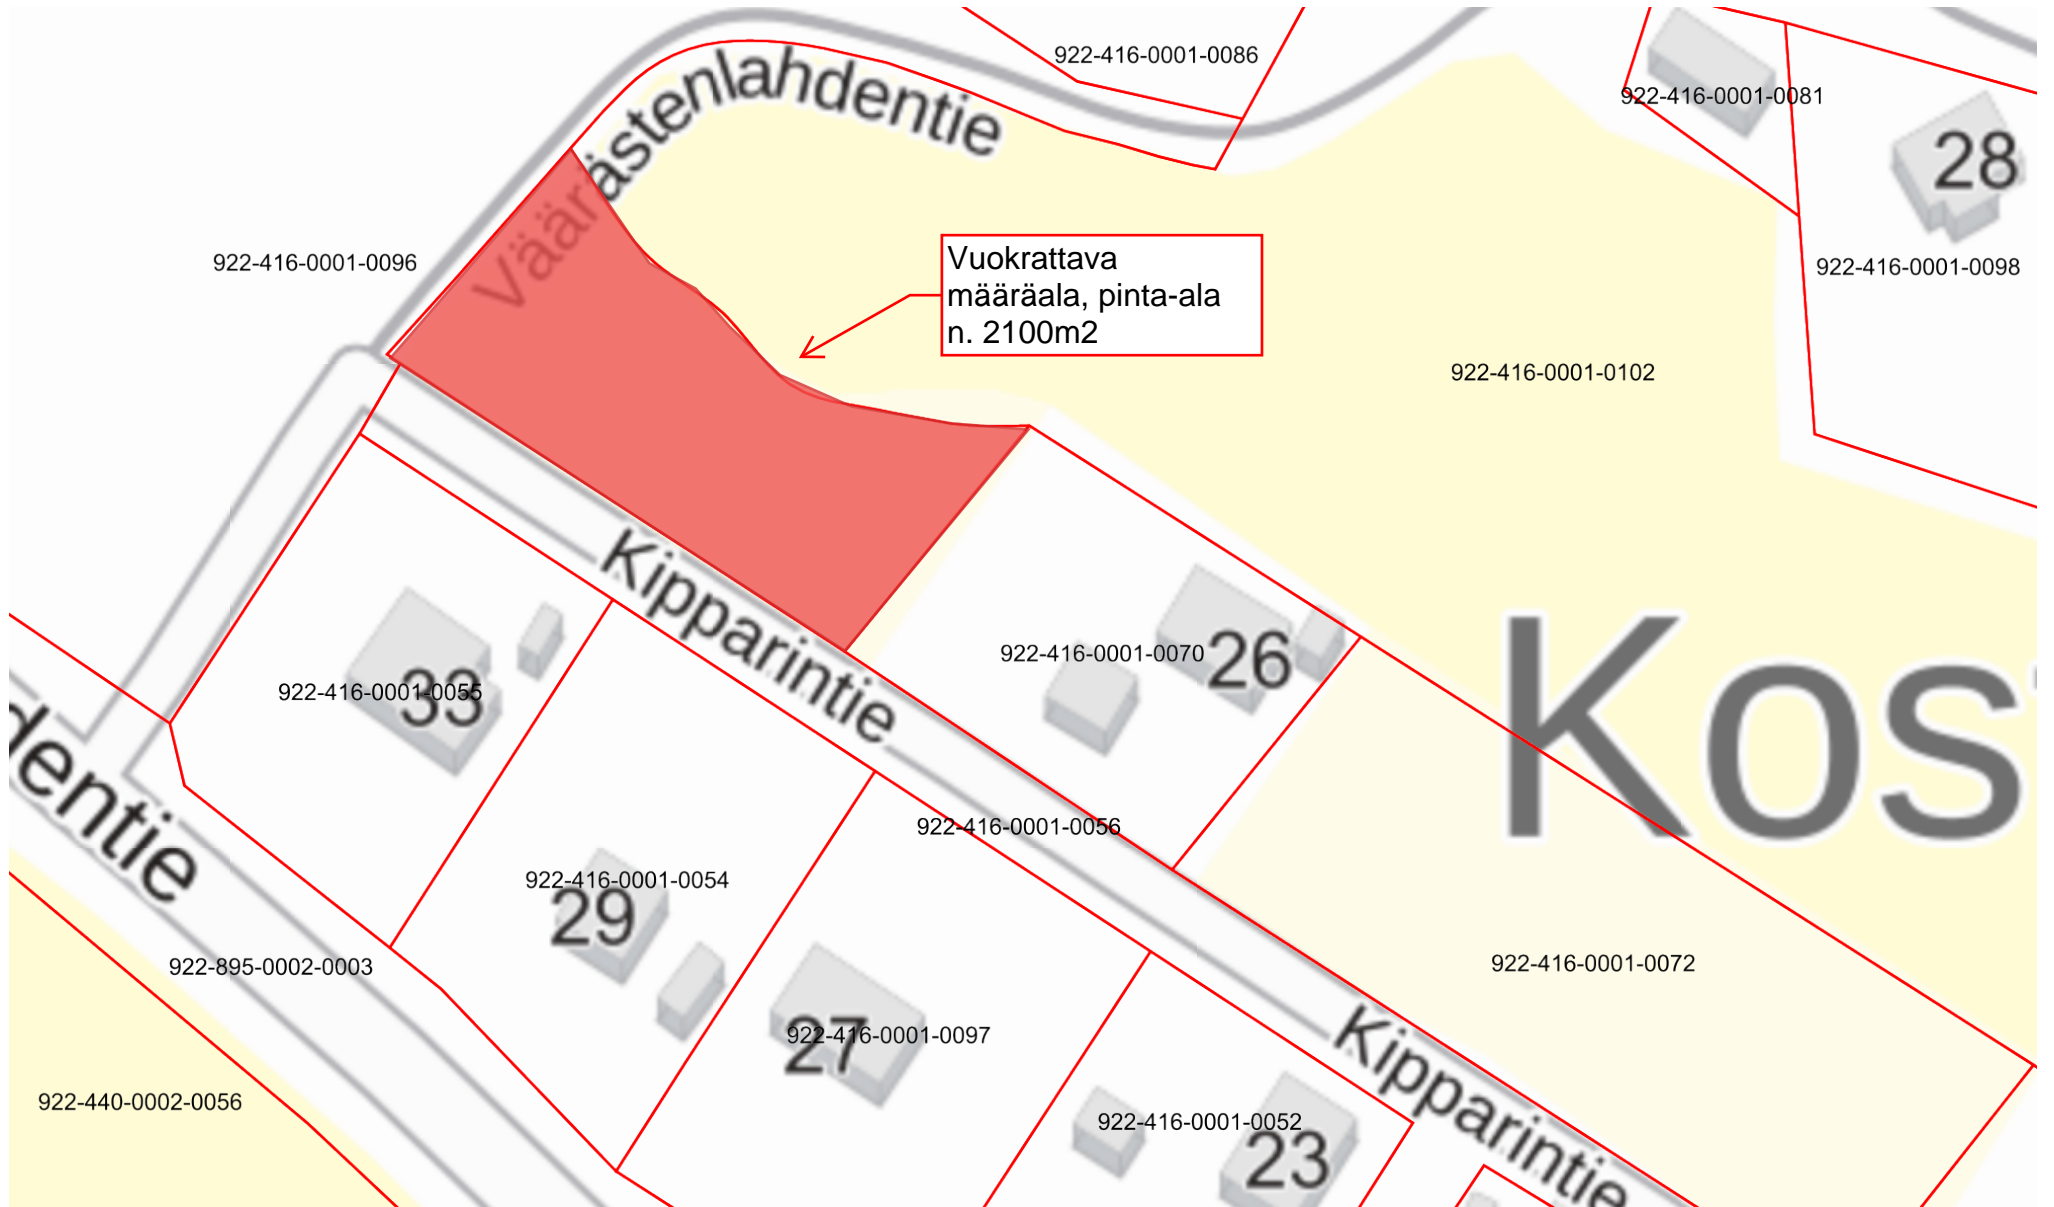 922-416-0001-0086
Väärästenlahdentie
922-416-0001-0081
28
922-416-0001-0096
Vuokrattava
määräala, pinta-ala
n. 2100m2
922-416-0001-0098
922-416-0001-0102
Kipparintie
922-416-0001-0070
26
922-416-0001-0055
33
Kos
dentie
922-416-0001-0056
922-416-0001-0054
29
922-895-0002-0003
922-416-0001-0072
922-416-0001-0097
27
Kipparintie
922-440-0002-0056
922-416-0001-0052
23